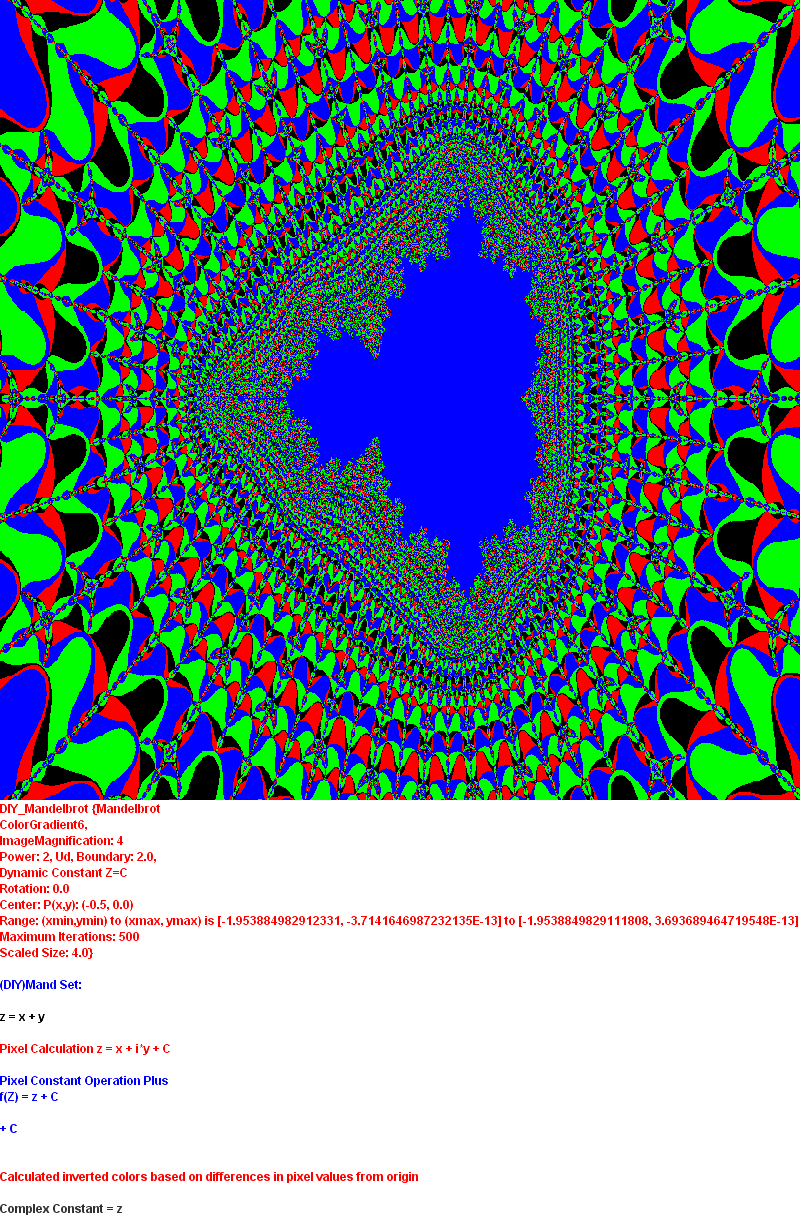 DIY_Mandelbrot {Mandelbrot
ColorGradient6,
ImageMagnification: 4
Power: 2, Ud, Boundary: 2.0,
Dynamic Constant Z=C
Rotation: 0.0
Center: P(x,y): (-0.5, 0.0)
Range: (xmin,ymin) to (xmax, ymax) is [-1.953884982912331, -3.7141646987232135E-13] to [-1.9538849829111808, 3.693689464719548E-13]
Maximum Iterations: 500
Scaled Size: 4.0}
(DIY)Mand Set:
z = x + y
Pixel Calculation z = x + i*y + C
Pixel Constant Operation Plus
f(Z) = z + C
+ C
Calculated inverted colors based on differences in pixel values from origin
Complex Constant = z